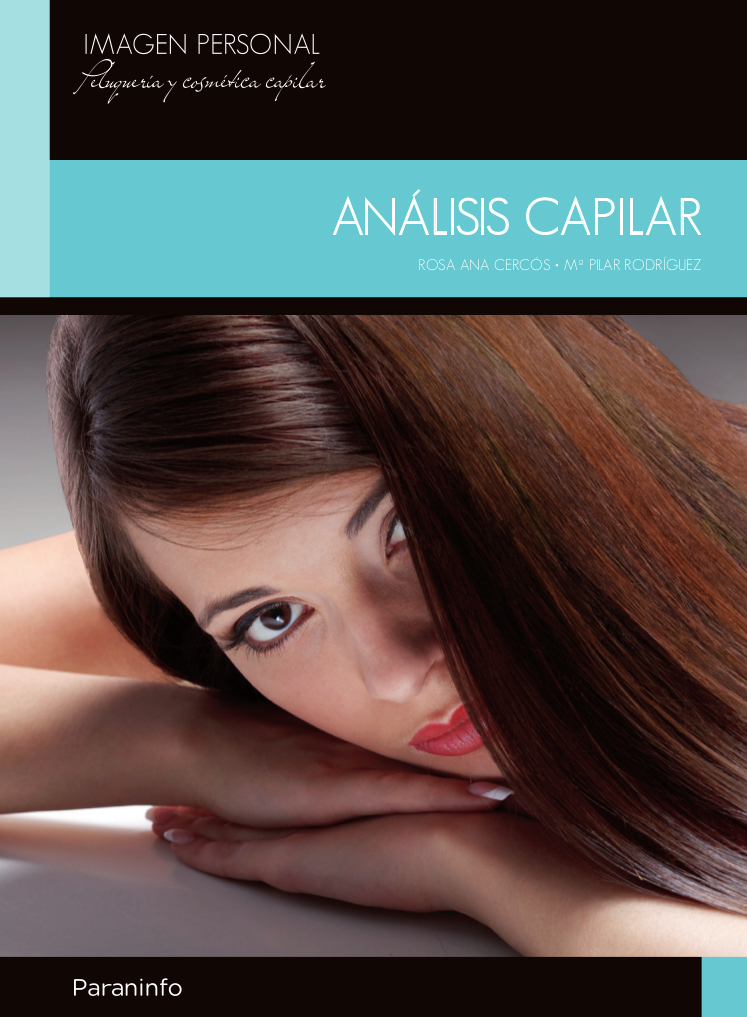 IMAGEN PERSONAL
Peluquería y cosmética capilar
ANÁLISIS CAPILAR
ROSA ANA CERCÓS • Mª PILAR RODRÍGUEZ
Paraninfo